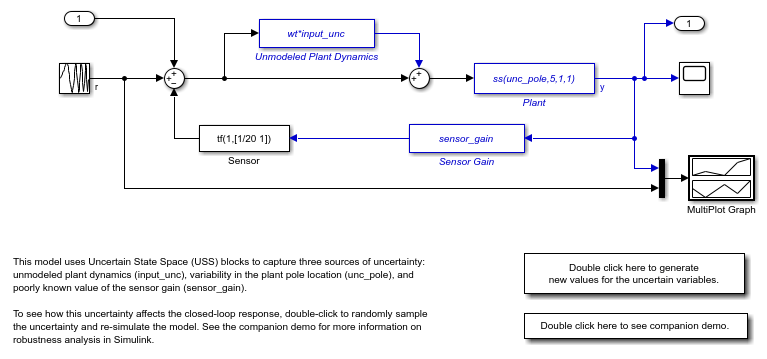 1
wt*input_unc
1
Unmodeled Plant Dynamics
r
+
+
−
+
+
ss(unc_pole,5,1,1)
y
Plant
tf(1,[1/20 1])
Sensor
sensor_gain
Sensor Gain
MultiPlot Graph
This model uses Uncertain State Space (USS) blocks to capture three sources of uncertainty:
unmodeled plant dynamics (input_unc), variability in the plant pole location (unc_pole), and
poorly known value of the sensor gain (sensor_gain).
To see how this uncertainty affects the closed-loop response, double-click to randomly sample
the uncertainty and re-simulate the model. See the companion demo for more information on
robustness analysis in Simulink.
Double click here to generate
new values for the uncertain variables.
Double click here to see companion demo.